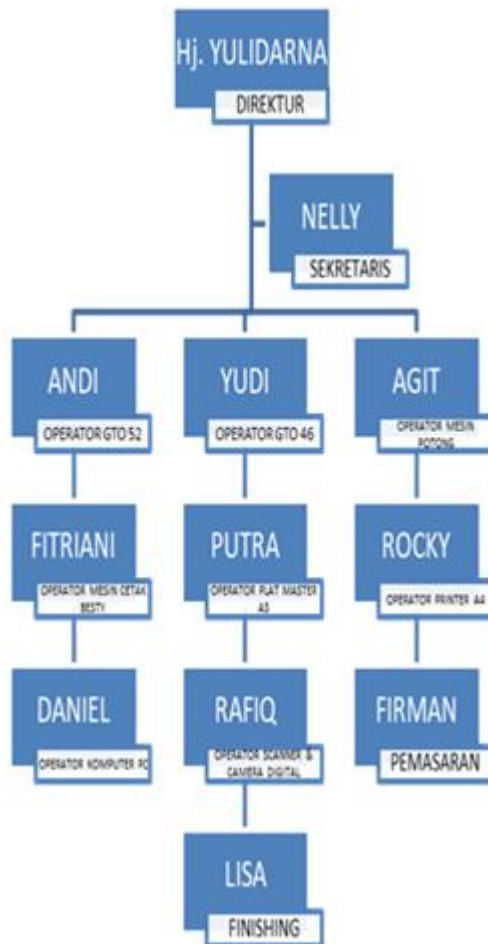 Hj. YULIDARNA
DIREKTUR
NELLY
SEKRETARIS
ANDI
OPERATOR GTO 52
YUDI
OPERATOR GTO 46
AGIT
OPERATOR MESIN
POTONG
FITRIANI
OPERATOR MESIN CETAK
BESTY
PUTRA
OPERATOR PLAT MASTER
A3
ROCKY
OPERATOR PRINTER A4
DANIEL
OPERATOR KOMPUTER PC
RAFIQ
OPERATOR SCANNER &
CAMERA DIGITAL
FIRMAN
PEMASARAN
LISA
FINISHING